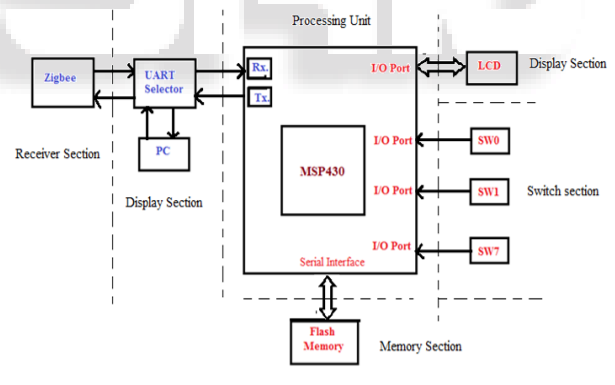 Processing Unit
Zigbee
UART
Selector
Rx.
Tx.
I/O Port
LCD
Display Section
PC
Receiver Section
Display Section
MSP430
I/O Port
SW0
I/O Port
SW1
Switch section
I/O Port
SW7
Serial Interface
Flash
Memory
Memory Section